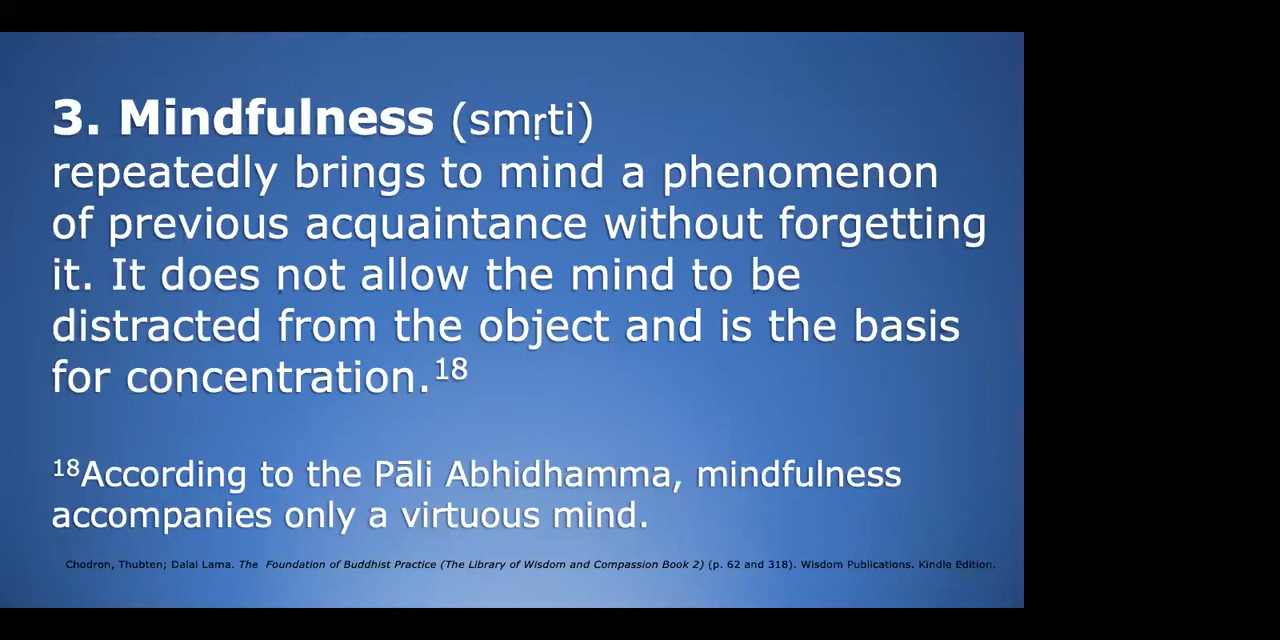 3. Mindfulness (smṛti)
repeatedly brings to mind a phenomenon
of previous acquaintance without forgetting
it. It does not allow the mind to be
distracted from the object and is the basis
for concentration.¹⁸
¹⁸According to the Pāli Abhidhamma, mindfulness
accompanies only a virtuous mind.
Chodron, Thubten; Dalai Lama. The Foundation of Buddhist Practice (The Library of Wisdom and Compassion Book 2) (p. 62 and 318). Wisdom Publications. Kindle Edition.